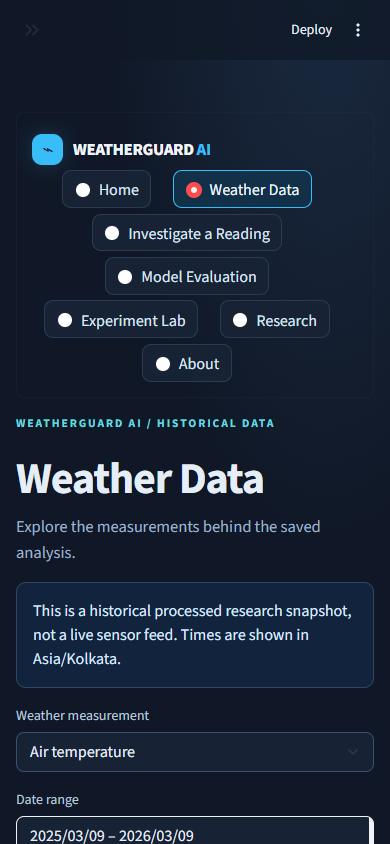 Deploy
WEATHERGUARD AI
Home
Weather Data
Investigate a Reading
Model Evaluation
Experiment Lab
Research
About
WEATHERGUARD AI / HISTORICAL DATA
Weather Data
Explore the measurements behind the saved
analysis.
This is a historical processed research snapshot,
not a live sensor feed. Times are shown in
Asia/Kolkata.
Weather measurement
Air temperature
Date range
2025/03/09 – 2026/03/09